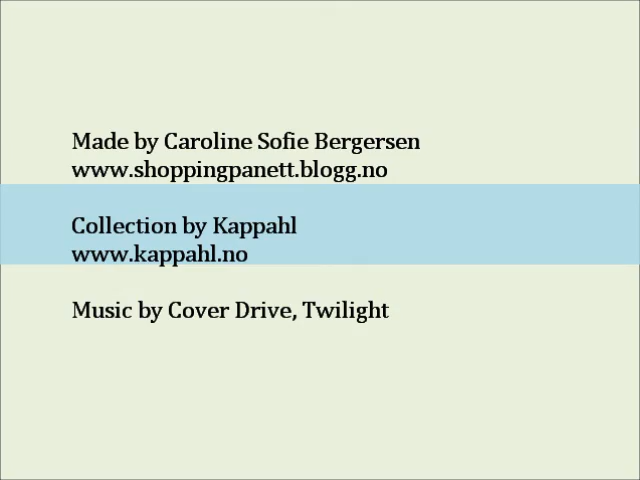 Made by Caroline Sofie Bergersen
www.shoppingpanett.blogg.no
Collection by Kappahl
www.kappahl.no
Music by Cover Drive, Twilight